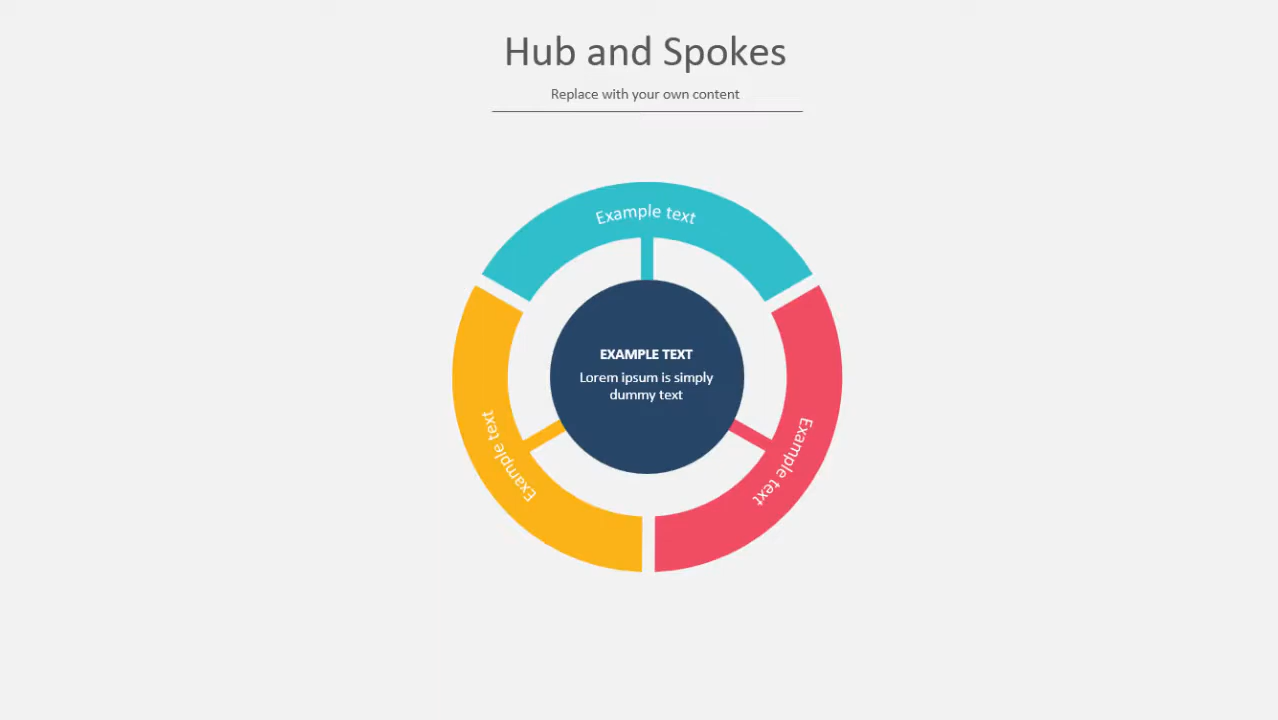 Hub and Spokes
Replace with your own content
Example text
EXAMPLE TEXT
Lorem ipsum is simply
dummy text
Example text
Example text